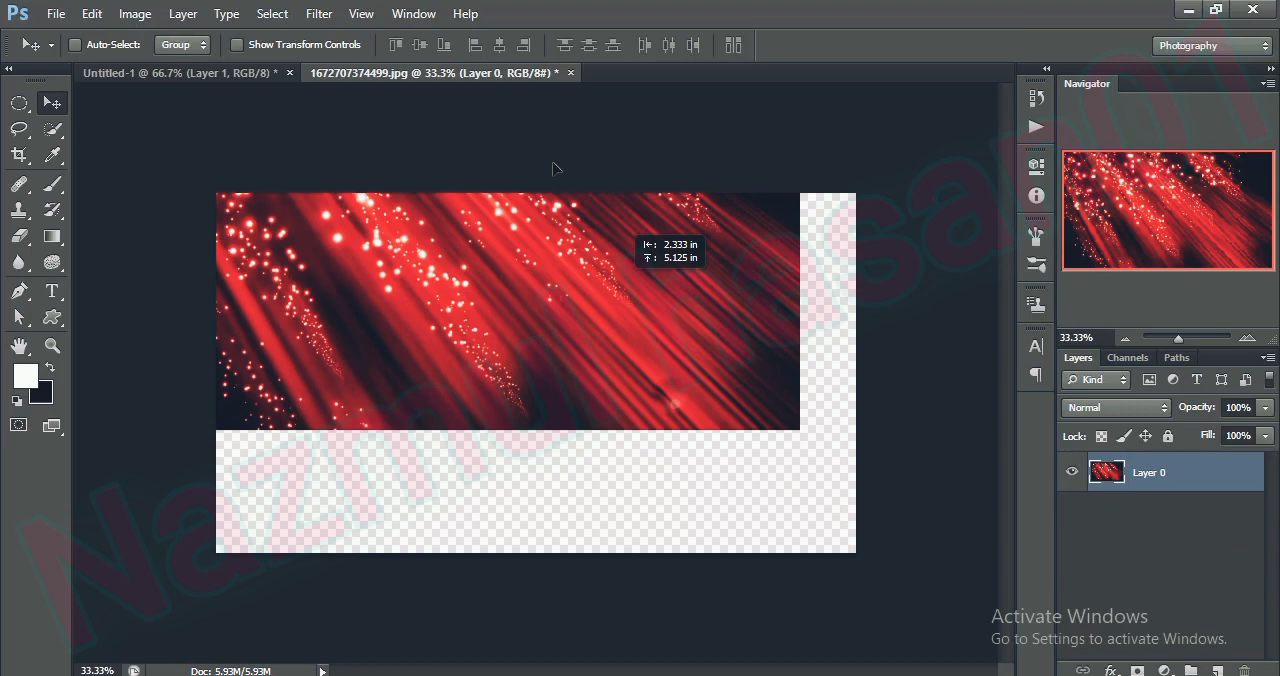 Ps File Edit Image Layer Type Select Filter View Window Help
Auto-Select: Group Show Transform Controls Photography
Untitled-1 @ 66.7% (Layer 1, RGB/8) * × 1672707374499.jpg @ 33.3% (Layer 0, RGB/8#) * ×
Navigator
2.333 in
5.125 in
33.33%
Layers Channels Paths
Kind
Normal Opacity: 100%
Lock: Fill: 100%
Layer 0
Activate Windows
Go to Settings to activate Windows.
33.33% Doc: 5.93M/5.93M